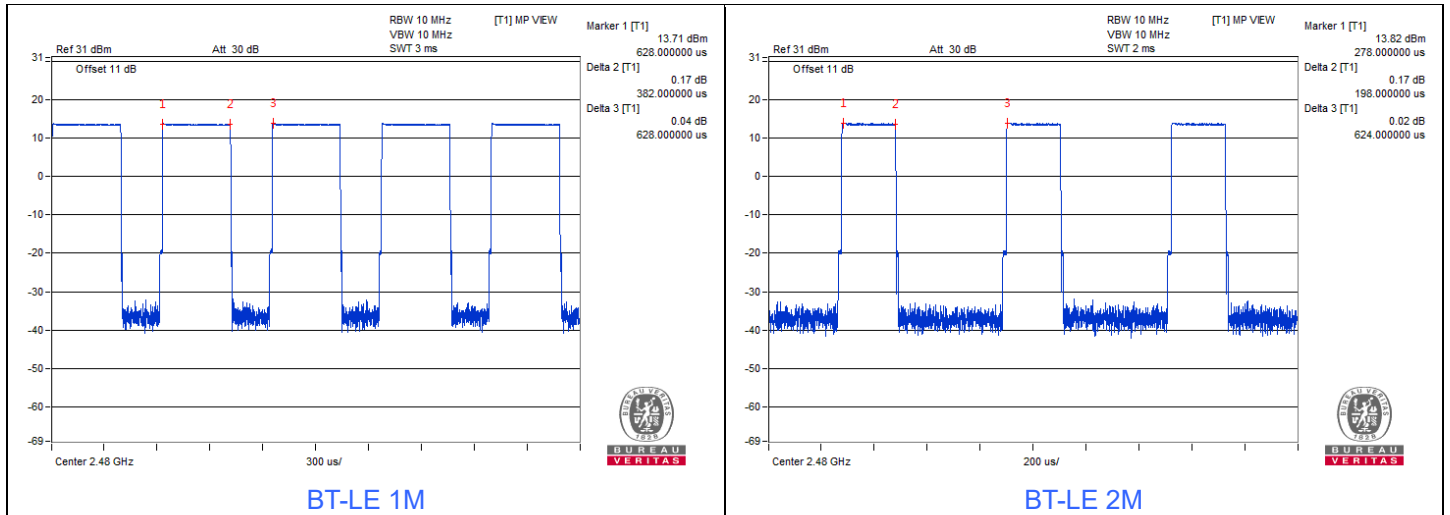 RBW 10 MHz [T1] MP VIEW
VBW 10 MHz
Ref 31 dBm Att 30 dB SWT 3 ms
Marker 1 [T1]
13.71 dBm
628.000000 us
Delta 2 [T1]
0.17 dB
382.000000 us
Delta 3 [T1]
0.04 dB
628.000000 us
31
Offset 11 dB
20
1 2 3
10
0
-10
-20
-30
-40
-50
-60
-69
Center 2.48 GHz 300 us/
BUREAU VERITAS
1828
BUREAU
VERITAS
BT-LE 1M
RBW 10 MHz [T1] MP VIEW
VBW 10 MHz
Ref 31 dBm Att 30 dB SWT 2 ms
Marker 1 [T1]
13.82 dBm
278.000000 us
Delta 2 [T1]
0.17 dB
198.000000 us
Delta 3 [T1]
0.02 dB
624.000000 us
31
Offset 11 dB
20
1 2 3
10
0
-10
-20
-30
-40
-50
-60
-69
Center 2.48 GHz 200 us/
BUREAU VERITAS
1828
BUREAU
VERITAS
BT-LE 2M